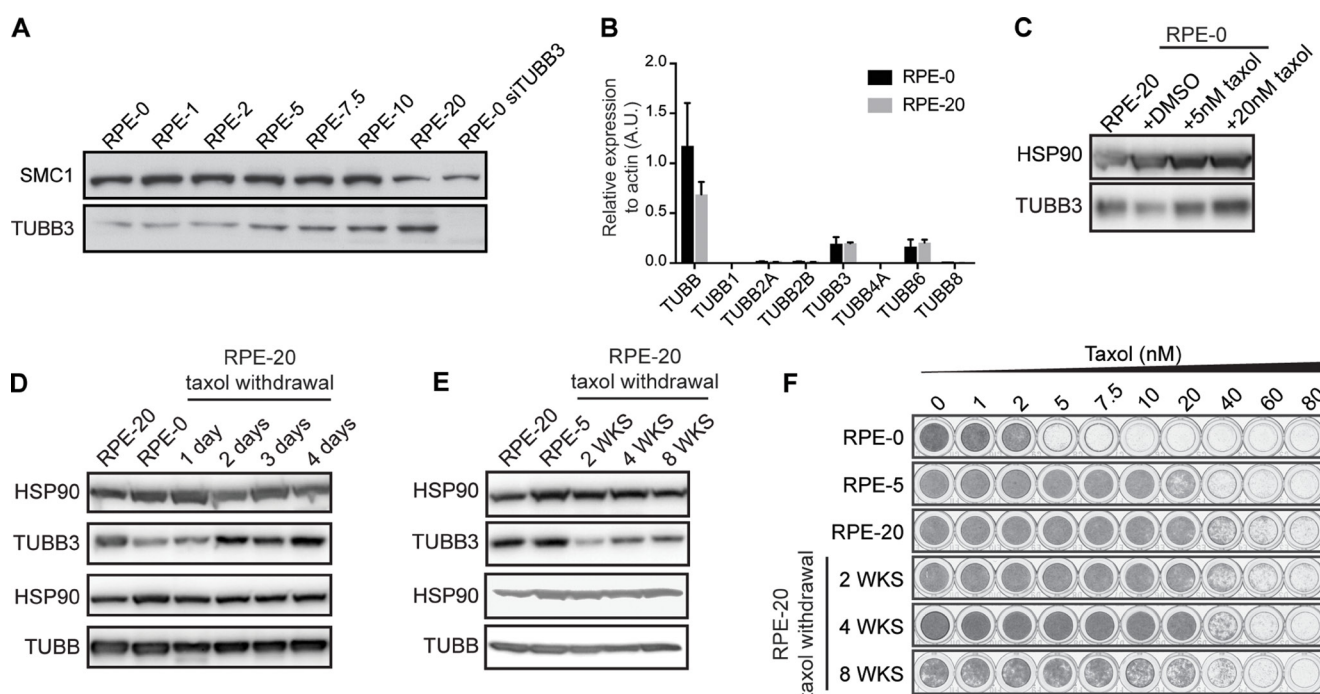 A
RPE-0
RPE-1
RPE-2
RPE-5
RPE-7.5
RPE-10
RPE-20
RPE-0 siTUBB3
SMC1
TUBB3
B
Relative expression
to actin (A.U.)
2.0
1.5
1.0
0.5
0.0
RPE-0
RPE-20
TUBB
TUBB1
TUBB2A
TUBB2B
TUBB3
TUBB4A
TUBB6
TUBB8
C
RPE-0
RPE-20
+DMSO
+5nM taxol
+20nM taxol
HSP90
TUBB3
D
RPE-20
taxol withdrawal
RPE-20
RPE-0
1 day
2 days
3 days
4 days
HSP90
TUBB3
HSP90
TUBB
E
RPE-20
taxol withdrawal
RPE-20
RPE-5
2 WKS
4 WKS
8 WKS
HSP90
TUBB3
HSP90
TUBB
F
Taxol (nM)
0 1 2 5 7.5 10 20 40 60 80
RPE-0
RPE-5
RPE-20
RPE-20
taxol withdrawal
2 WKS
4 WKS
8 WKS